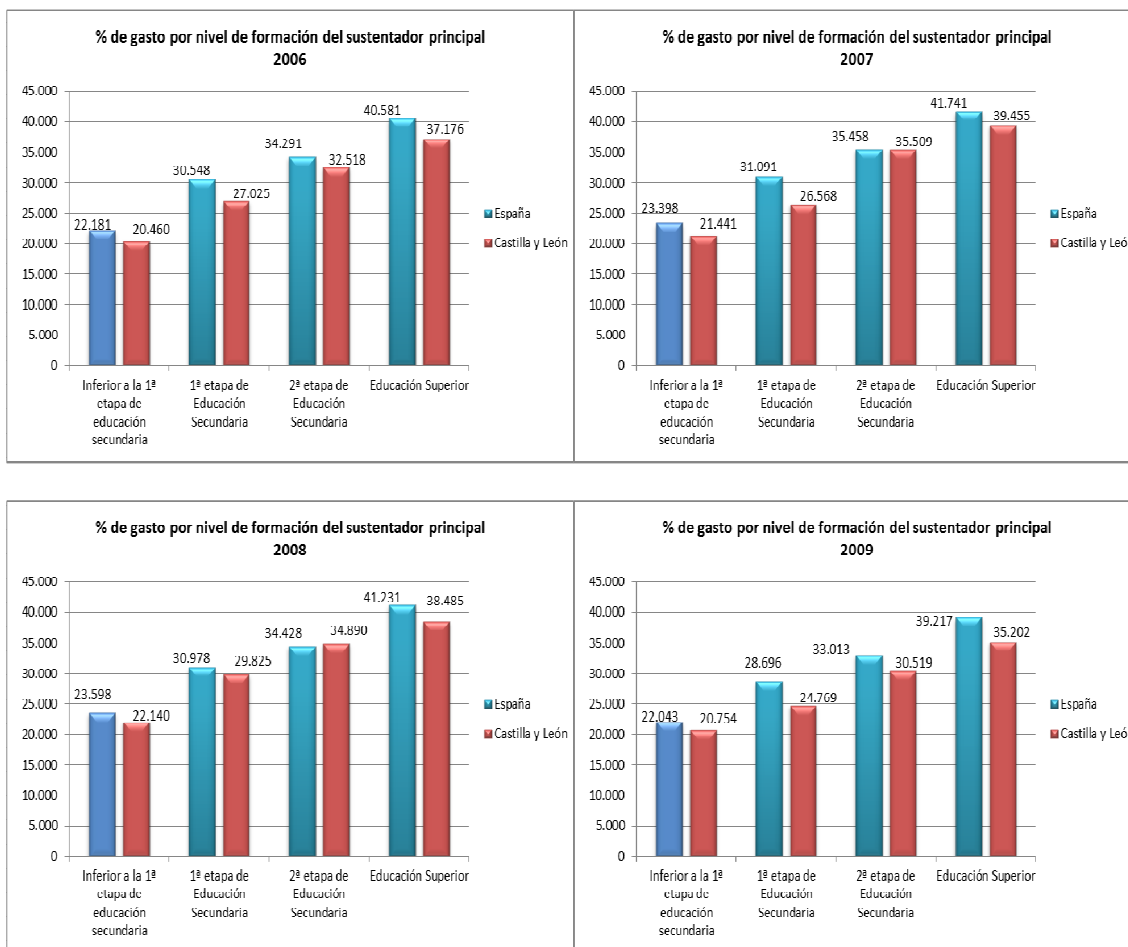 % de gasto por nivel de formación del sustentador principal
2006
45.000
40.000
35.000
30.000
25.000
20.000
15.000
10.000
5.000
0
22.181
20.460
30.548
27.025
34.291
32.518
40.581
37.176
Inferior a la 1ª
etapa de
educación
secundaria
1ª etapa de
Educación
Secundaria
2ª etapa de
Educación
Secundaria
Educación Superior
España
Castilla y León
% de gasto por nivel de formación del sustentador principal
2007
45.000
40.000
35.000
30.000
25.000
20.000
15.000
10.000
5.000
0
23.398
21.441
31.091
26.568
35.458
35.509
41.741
39.455
Inferior a la 1ª
etapa de
educación
secundaria
1ª etapa de
Educación
Secundaria
2ª etapa de
Educación
Secundaria
Educación Superior
España
Castilla y Leó
% de gasto por nivel de formación del sustentador principal
2008
45.000
40.000
35.000
30.000
25.000
20.000
15.000
10.000
5.000
0
23.598
22.140
30.978
29.825
34.428
34.890
41.231
38.485
Inferior a la 1ª
etapa de
educación
secundaria
1ª etapa de
Educación
Secundaria
2ª etapa de
Educación
Secundaria
Educación Superior
España
Castilla y León
% de gasto por nivel de formación del sustentador principal
2009
45.000
40.000
35.000
30.000
25.000
20.000
15.000
10.000
5.000
0
22.043
20.754
28.696
24.769
33.013
30.519
39.217
35.202
Inferior a la 1ª
etapa de
educación
secundaria
1ª etapa de
Educación
Secundaria
2ª etapa de
Educación
Secundaria
Educación Superior
España
Castilla y Leó